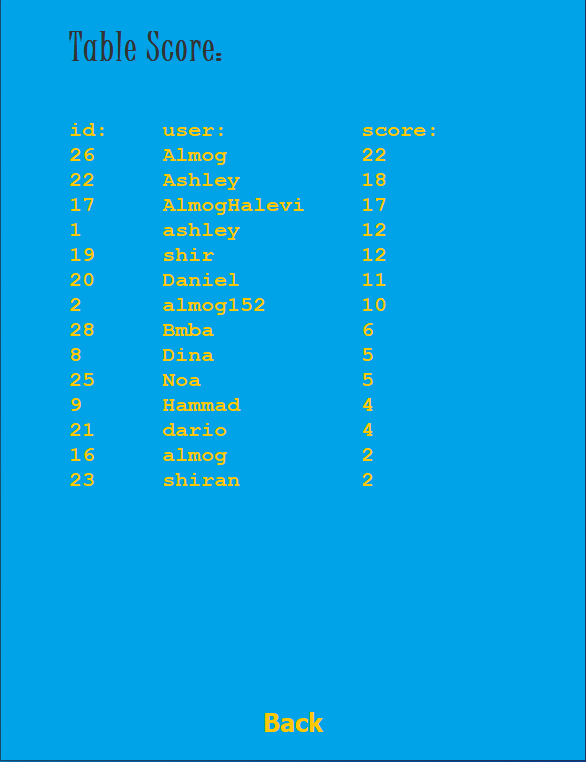 Table Score:
id: user: score:
26 Almog 22
22 Ashley 18
17 AlmogHalevi 17
1 ashley 12
19 shir 12
20 Daniel 11
2 almog152 10
28 Bmba 6
8 Dina 5
25 Noa 5
9 Hammad 4
21 dario 4
16 almog 2
23 shiran 2
Back